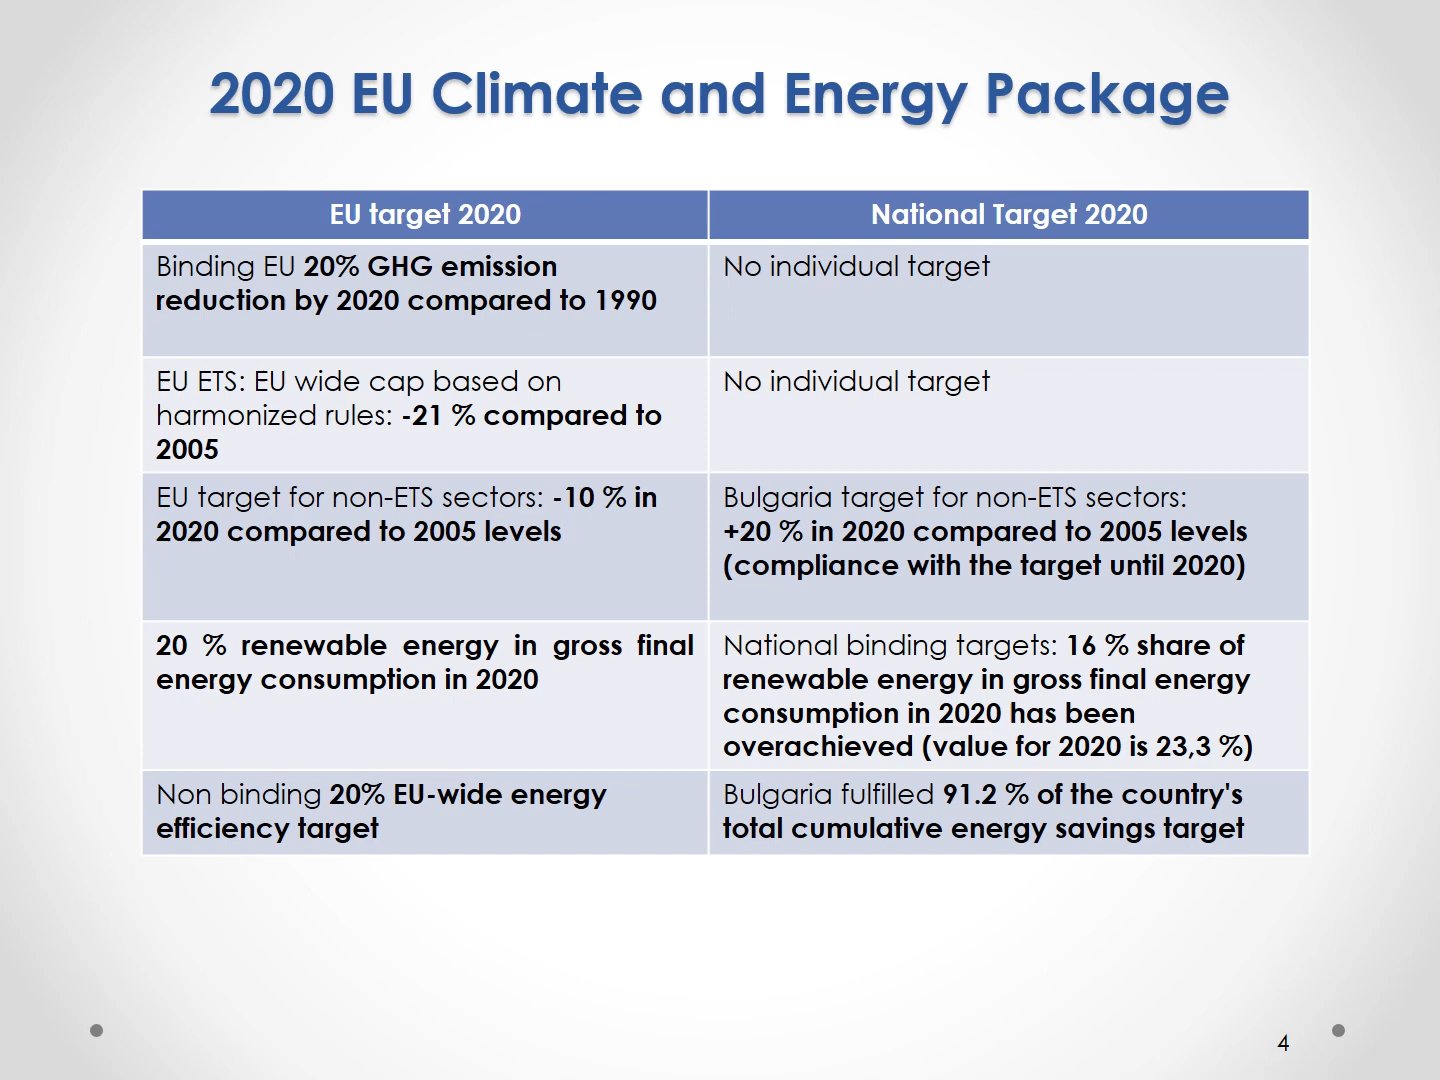 2020 EU Climate and Energy Package
EU target 2020
National Target 2020
Binding EU 20% GHG emission
reduction by 2020 compared to 1990
No individual target
EU ETS: EU wide cap based on
harmonized rules: -21 % compared to
2005
No individual target
EU target for non-ETS sectors: -10 % in
2020 compared to 2005 levels
Bulgaria target for non-ETS sectors:
+20 % in 2020 compared to 2005 levels
(compliance with the target until 2020)
20 % renewable energy in gross final
energy consumption in 2020
National binding targets: 16 % share of
renewable energy in gross final energy
consumption in 2020 has been
overachieved (value for 2020 is 23,3 %)
Non binding 20% EU-wide energy
efficiency target
Bulgaria fulfilled 91.2 % of the country's
total cumulative energy savings target
4